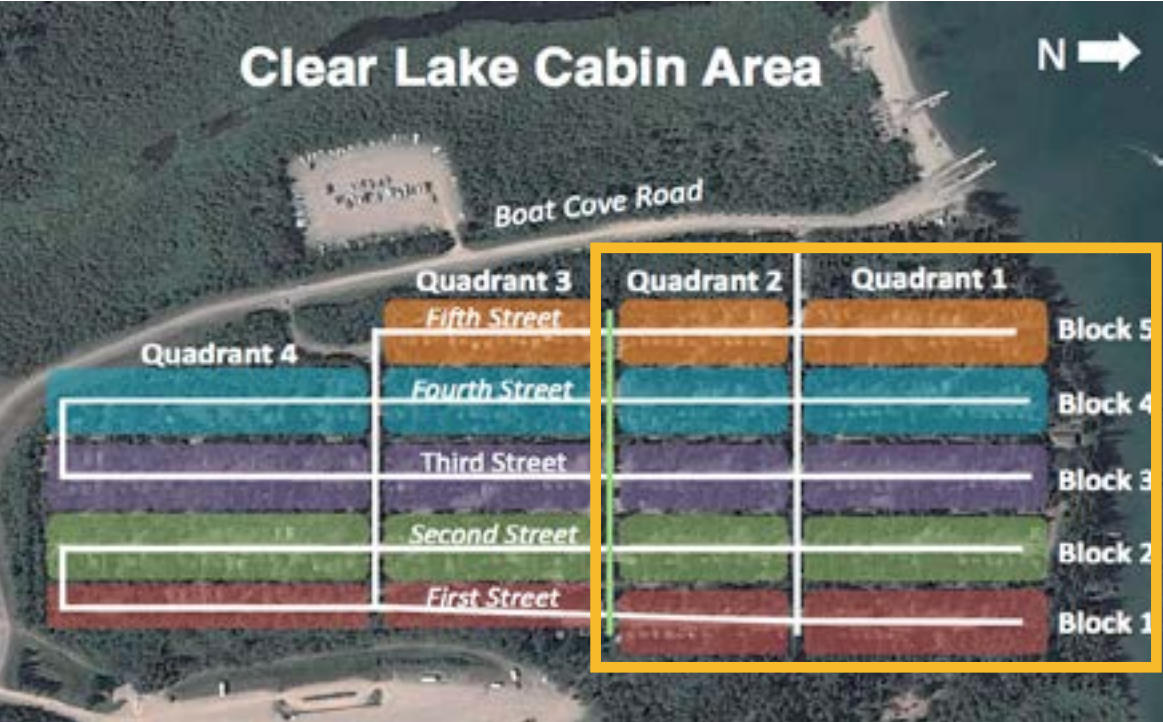 Clear Lake Cabin Area
N
Boat Cove Road
Quadrant 3
Quadrant 2
Quadrant 1
Fifth Street
Block 5
Quadrant 4
Fourth Street
Block 4
Third Street
Block 3
Second Street
Block 2
First Street
Block 1